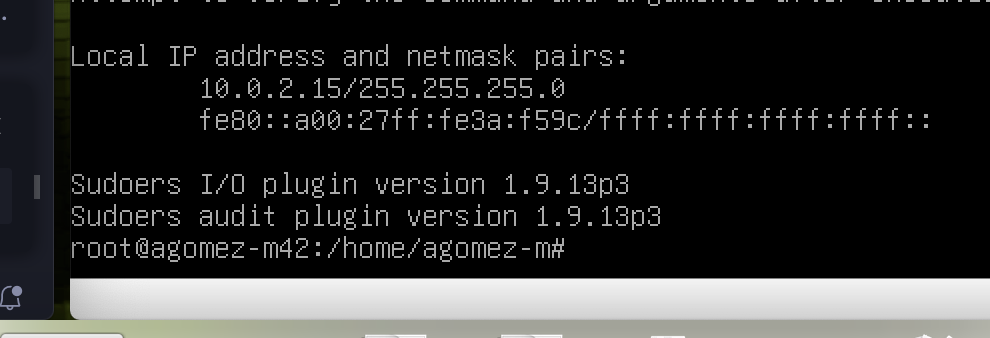 Local IP address and netmask pairs:
10.0.2.15/255.255.255.0
fe80::a00:27ff:fe3a:f59c/ffff:ffff:ffff:ffff::
Sudoers I/O plugin version 1.9.13p3
Sudoers audit plugin version 1.9.13p3
root@agomez-m42:/home/agomez-m#